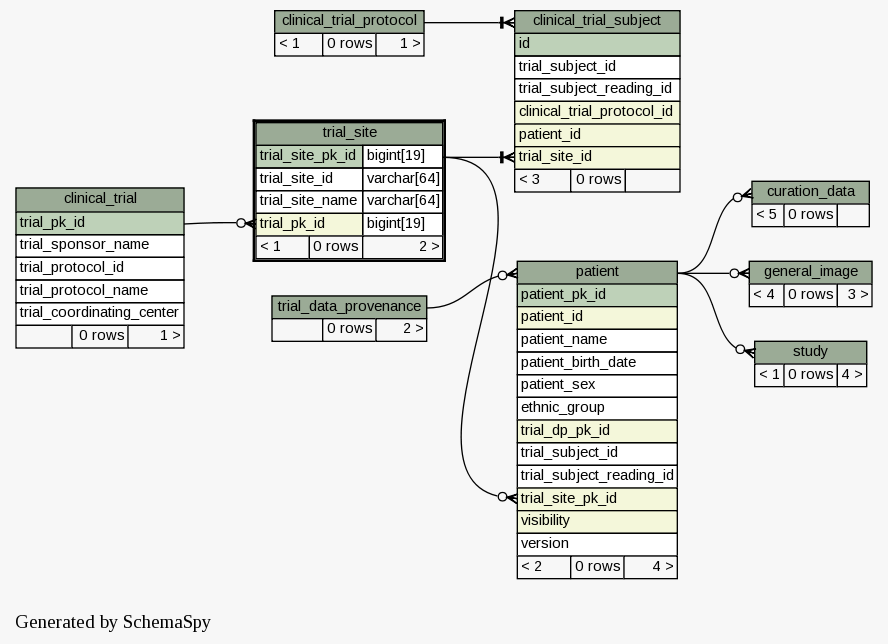 clinical_trial_protocol
< 1 0 rows 1 >
clinical_trial_subject
id
trial_subject_id
trial_subject_reading_id
clinical_trial_protocol_id
patient_id
trial_site_id
< 3 0 rows
trial_site
trial_site_pk_id bigint[19]
trial_site_id varchar[64]
trial_site_name varchar[64]
trial_pk_id bigint[19]
< 1 0 rows 2 >
clinical_trial
trial_pk_id
trial_sponsor_name
trial_protocol_id
trial_protocol_name
trial_coordinating_center
0 rows 1 >
trial_data_provenance
0 rows 2 >
patient
patient_pk_id
patient_id
patient_name
patient_birth_date
patient_sex
ethnic_group
trial_dp_pk_id
trial_subject_id
trial_subject_reading_id
trial_site_pk_id
visibility
version
< 2 0 rows 4 >
curation_data
< 5 0 rows
general_image
< 4 0 rows 3 >
study
< 1 0 rows 4 >
Generated by SchemaSpy